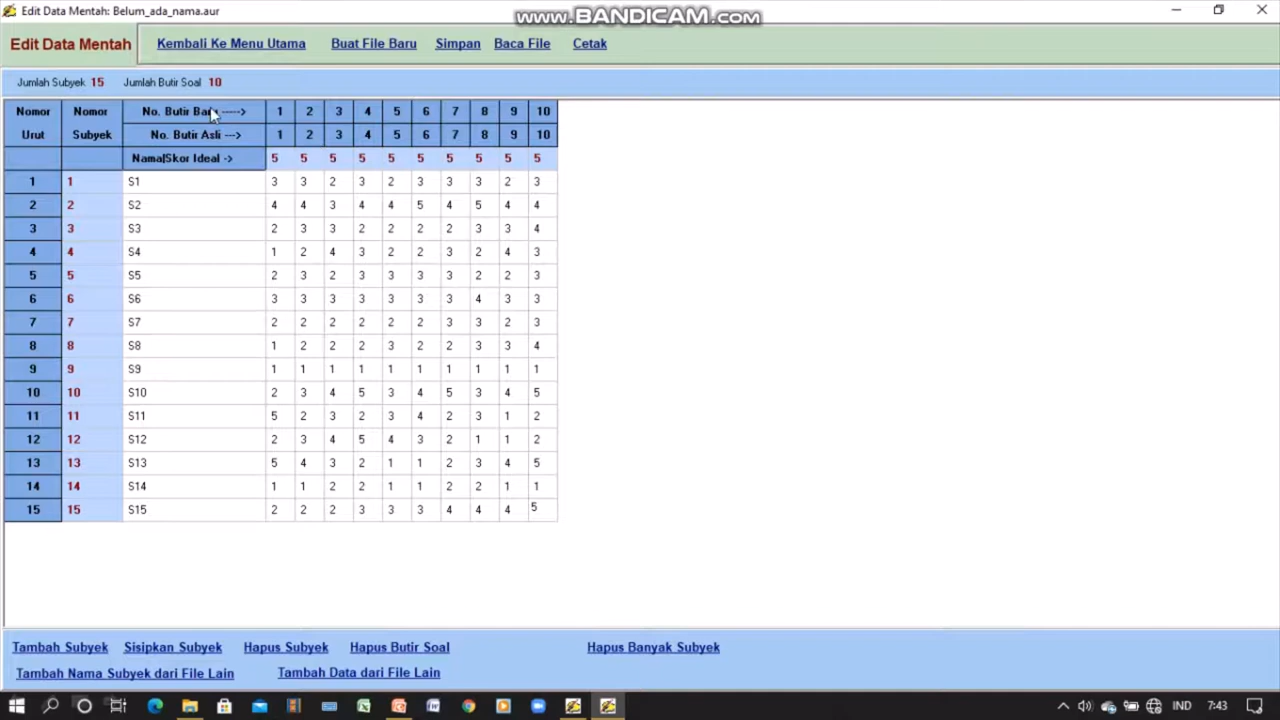 Edit Data Mentah: Belum_ada_nama.aur
www.BANDICAM.com
Edit Data Mentah Kembali Ke Menu Utama Buat File Baru Simpan Baca File Cetak
Jumlah Subyek 15 Jumlah Butir Soal 10
Nomor Nomor No. Butir Baru -----> 1 2 3 4 5 6 7 8 9 10
Urut Subyek No. Butir Asli ---> 1 2 3 4 5 6 7 8 9 10
Nama|Skor Ideal -> 5 5 5 5 5 5 5 5 5 5
1 1 S1 3 3 2 3 2 3 3 3 2 3
2 2 S2 4 4 3 4 4 5 4 5 4 4
3 3 S3 2 3 3 2 2 2 2 3 3 4
4 4 S4 1 2 4 3 2 2 3 2 4 3
5 5 S5 2 3 2 3 3 3 3 2 2 3
6 6 S6 3 3 3 3 3 3 3 4 3 3
7 7 S7 2 2 2 2 2 2 3 3 2 3
8 8 S8 1 2 2 2 3 2 2 3 3 4
9 9 S9 1 1 1 1 1 1 1 1 1 1
10 10 S10 2 3 4 5 3 4 5 3 4 5
11 11 S11 5 2 3 2 3 4 2 3 1 2
12 12 S12 2 3 4 5 4 3 2 1 1 2
13 13 S13 5 4 3 2 1 1 2 3 4 5
14 14 S14 1 1 2 2 1 1 2 2 1 1
15 15 S15 2 2 2 3 3 3 4 4 4 5
Tambah Subyek Sisipkan Subyek Hapus Subyek Hapus Butir Soal Hapus Banyak Subyek
Tambah Nama Subyek dari File Lain Tambah Data dari File Lain
IND 7:43